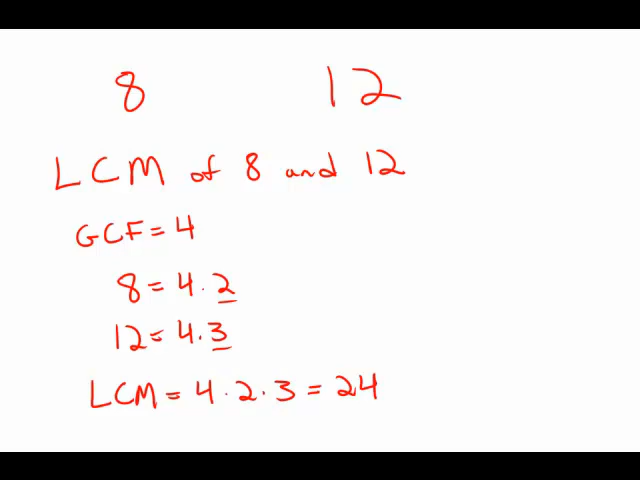 8 12
LCM of 8 and 12
GCF = 4
8 = 4 · 2
12 = 4 · 3
LCM = 4 · 2 · 3 = 24